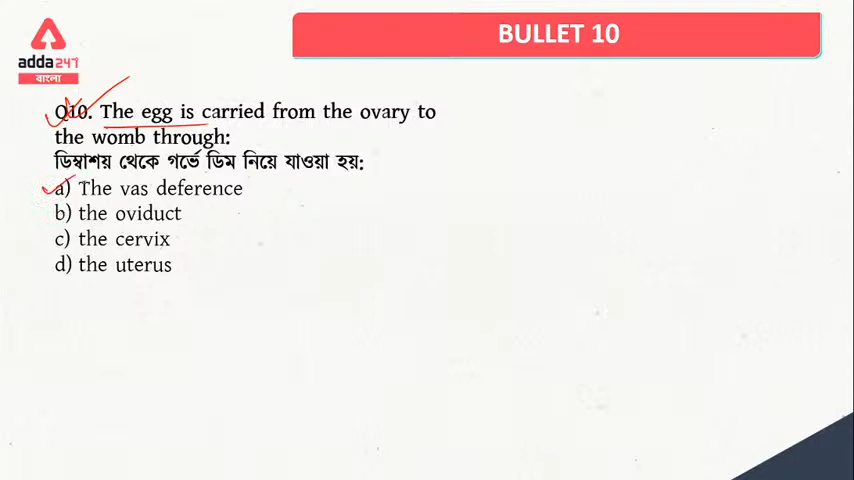 BULLET 10
adda247
বাংলা
Q10. The egg is carried from the ovary to
the womb through:
ডিম্বাশয় থেকে গর্ভে ডিম নিয়ে যাওয়া হয়:
a) The vas deference
b) the oviduct
c) the cervix
d) the uterus